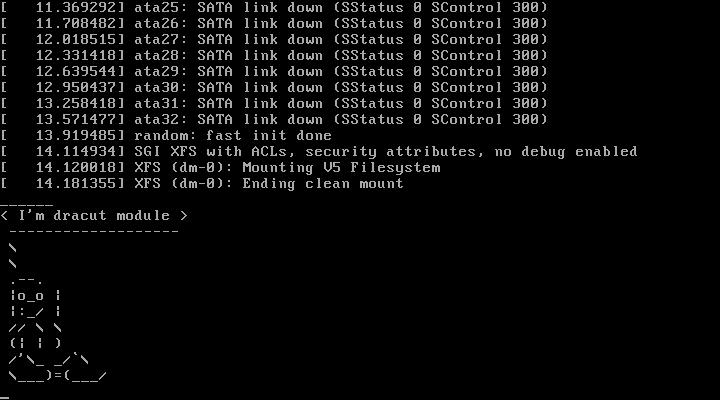 [   11.369292] ata25: SATA link down (SStatus 0 SControl 300)
[   11.708482] ata26: SATA link down (SStatus 0 SControl 300)
[   12.018515] ata27: SATA link down (SStatus 0 SControl 300)
[   12.331418] ata28: SATA link down (SStatus 0 SControl 300)
[   12.639544] ata29: SATA link down (SStatus 0 SControl 300)
[   12.950437] ata30: SATA link down (SStatus 0 SControl 300)
[   13.258418] ata31: SATA link down (SStatus 0 SControl 300)
[   13.571477] ata32: SATA link down (SStatus 0 SControl 300)
[   13.919485] random: fast init done
[   14.114934] SGI XFS with ACLs, security attributes, no debug enabled
[   14.120018] XFS (dm-0): Mounting V5 Filesystem
[   14.181355] XFS (dm-0): Ending clean mount
______
< I'm dracut module >
 -------------------
 \
 \
 .--.
 |o_o |
 |:_/ |
 // \ \
 (| | )
 /'\_ _/`\
 \___)=(___/
_